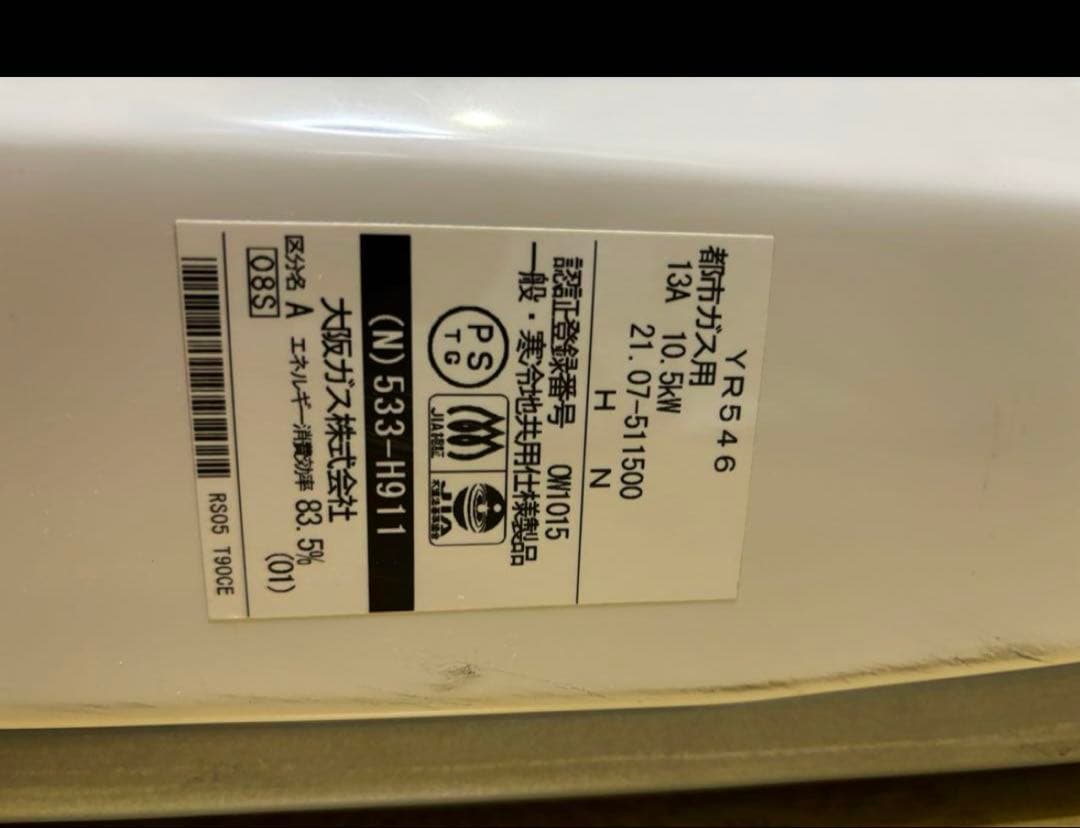 YR546
都市ガス用
13A 10.5kW
21.07-511500
H N
認証登録番号 OW1015
一般・寒冷地共用仕様製品
PS
TG
JIA認証
JIA
(N)533-H911
大阪ガス株式会社
区分名 A エネルギー消費効率 83.5%
08S (01)
RS05 T90CE